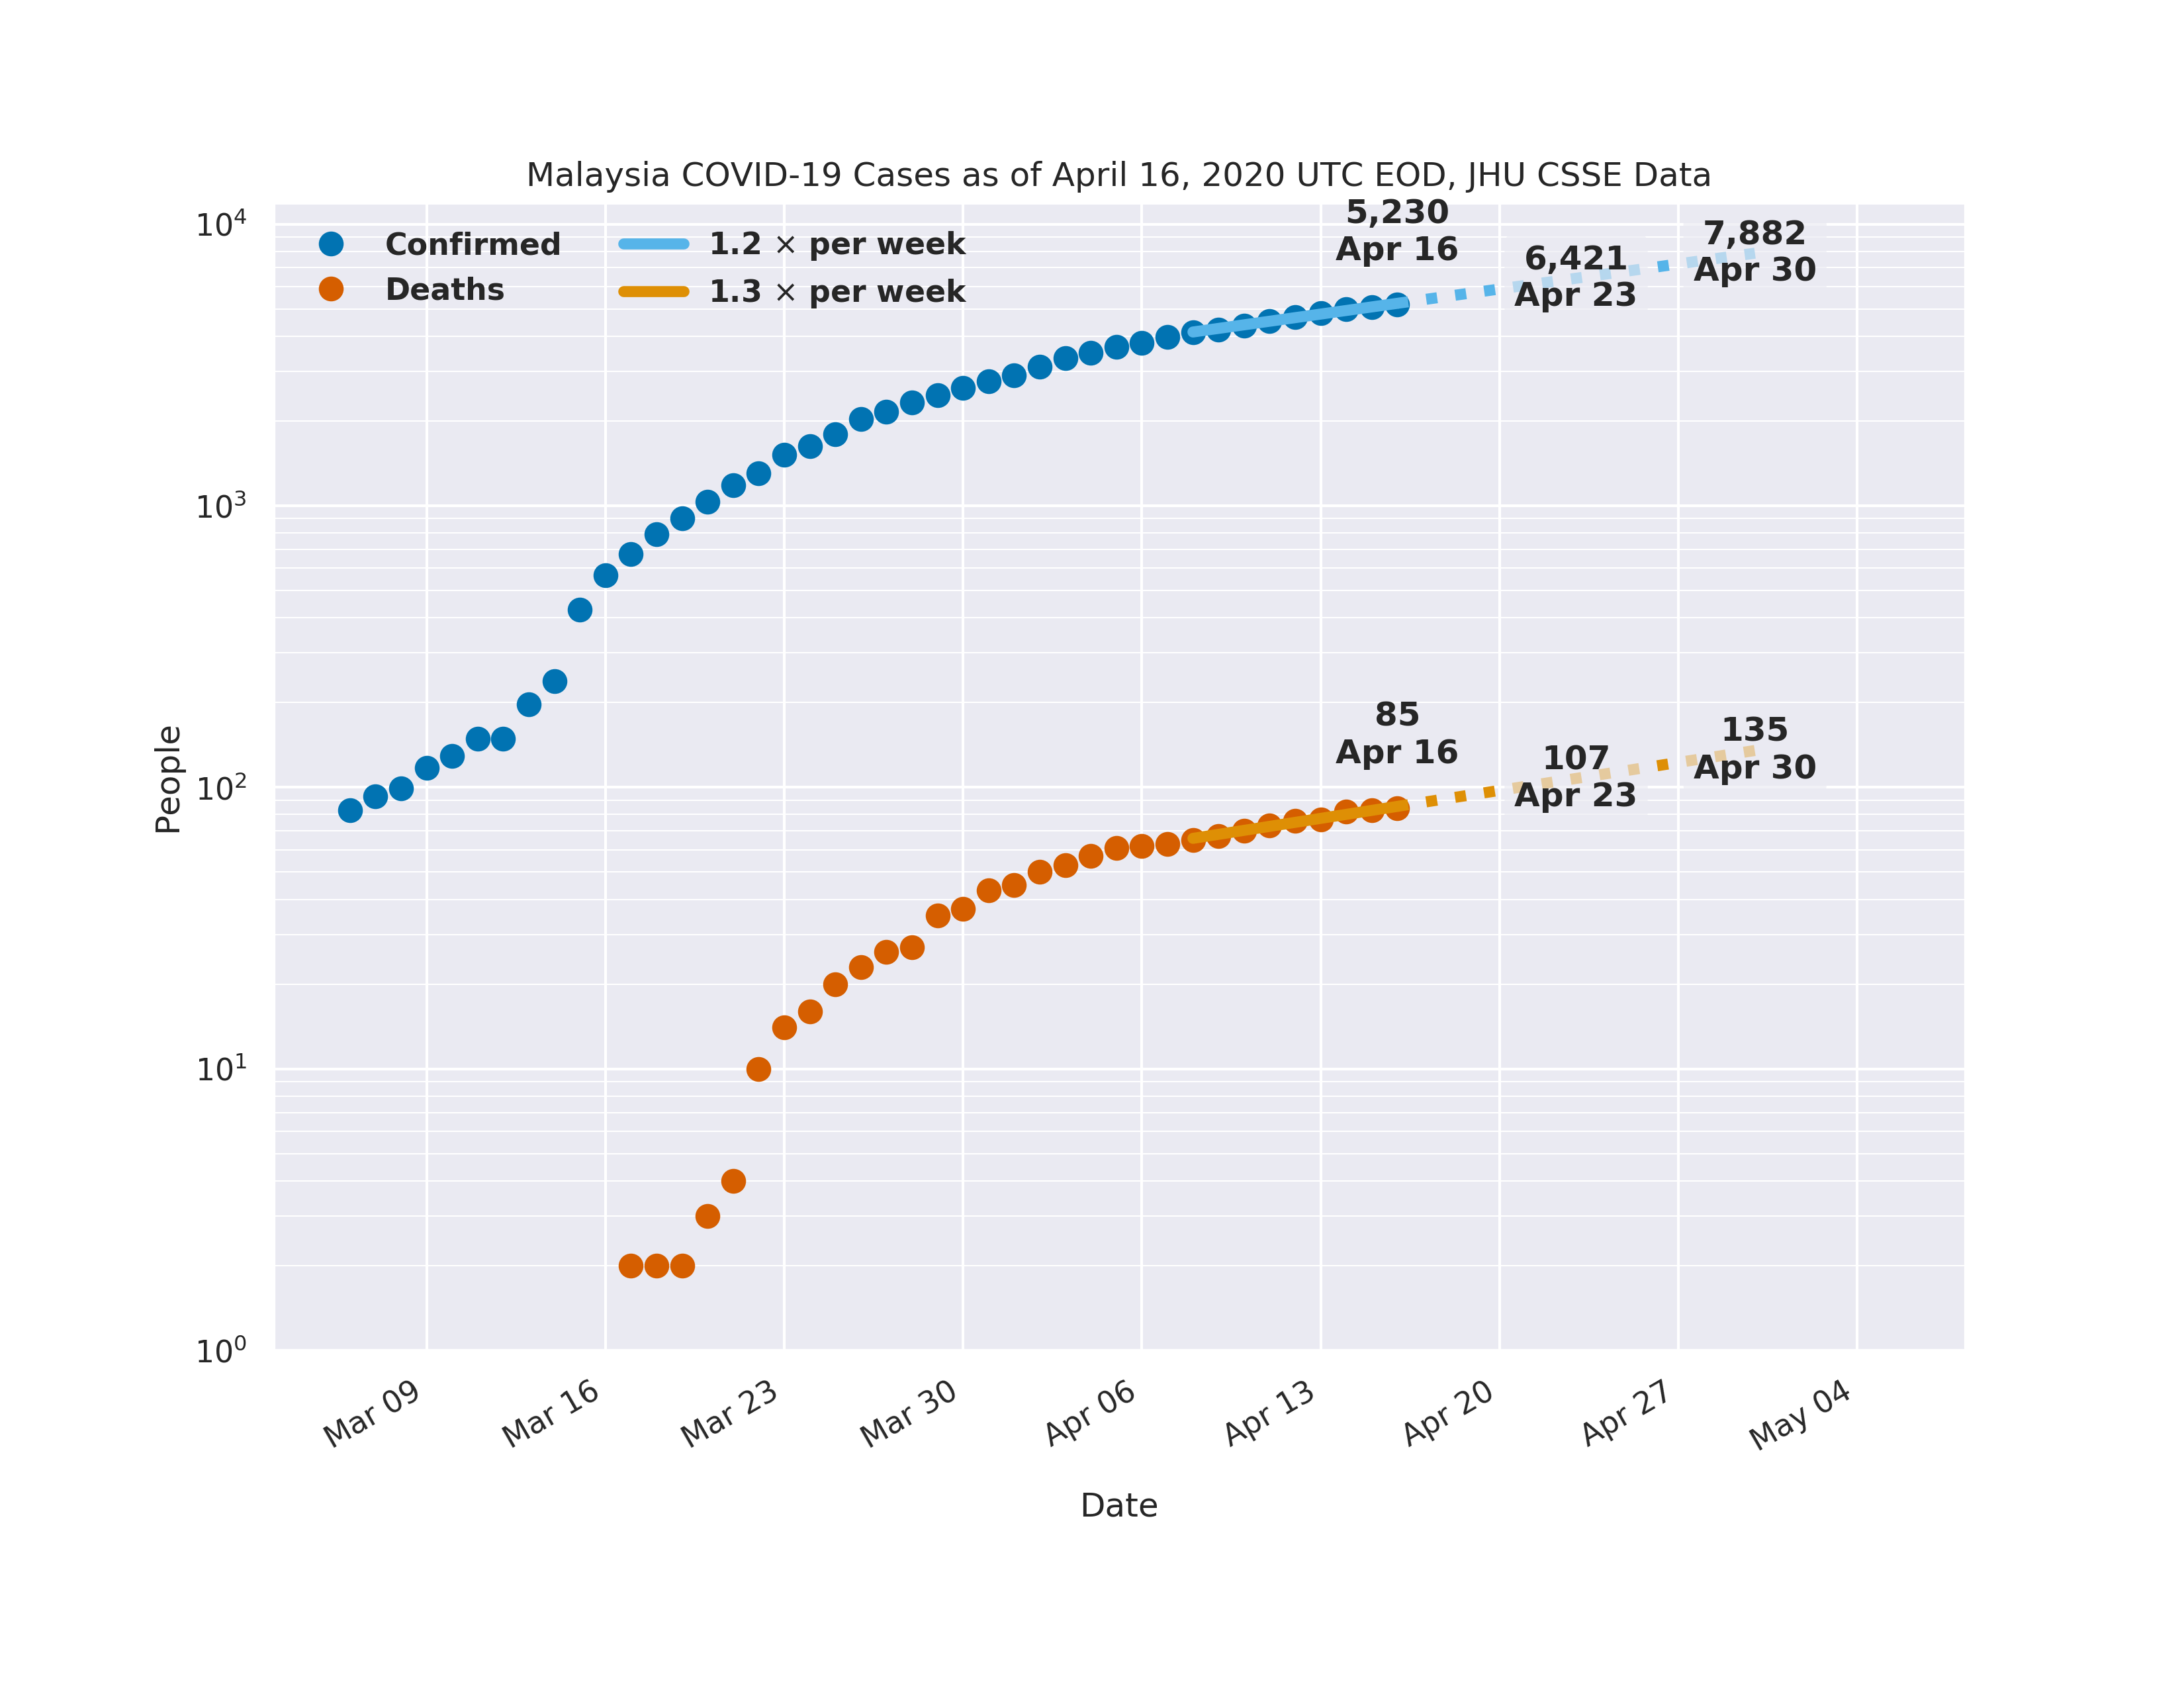 Malaysia COVID-19 Cases as of April 16, 2020 UTC EOD, JHU CSSE Data
Confirmed
Deaths
1.2 × per week
1.3 × per week
5,230
Apr 16
6,421
Apr 23
7,882
Apr 30
85
Apr 16
107
Apr 23
135
Apr 30
People
10⁴
10³
10²
10¹
10⁰
Mar 09
Mar 16
Mar 23
Mar 30
Apr 06
Apr 13
Apr 20
Apr 27
May 04
Date